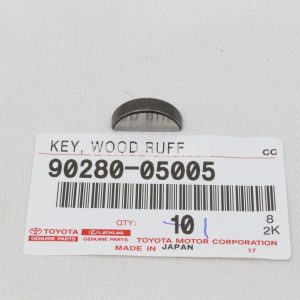 KEY, WOOD RUFF CC
90280-05005
QTY: 10 1 8
2K
TOYOTA LEXUS TOYOTA MOTOR CORPORATION
GENUINE PARTS GENUINE PARTS MADE IN JAPAN 17